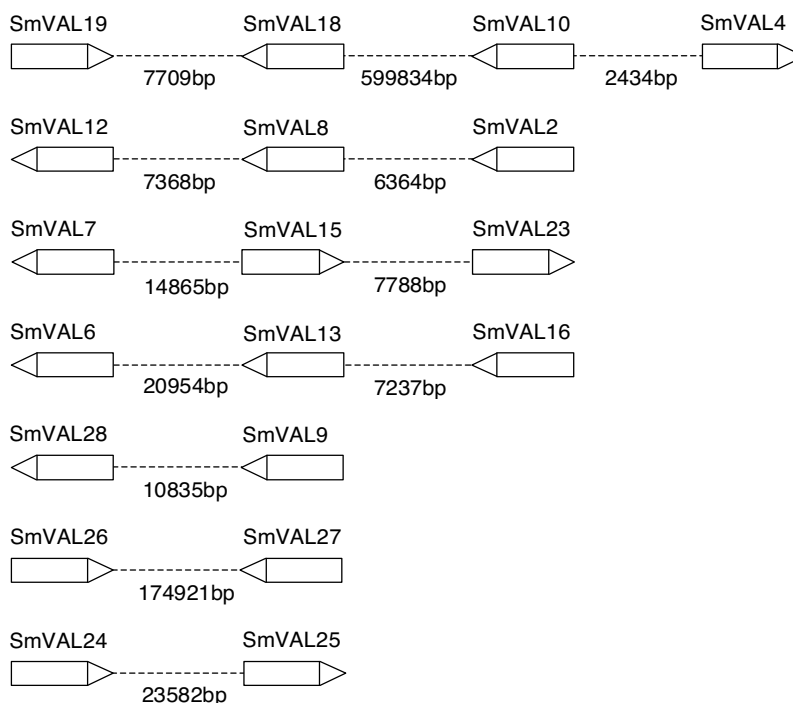 SmVAL19 SmVAL18 SmVAL10 SmVAL4
7709bp 599834bp 2434bp
SmVAL12 SmVAL8 SmVAL2
7368bp 6364bp
SmVAL7 SmVAL15 SmVAL23
14865bp 7788bp
SmVAL6 SmVAL13 SmVAL16
20954bp 7237bp
SmVAL28 SmVAL9
10835bp
SmVAL26 SmVAL27
174921bp
SmVAL24 SmVAL25
23582bp